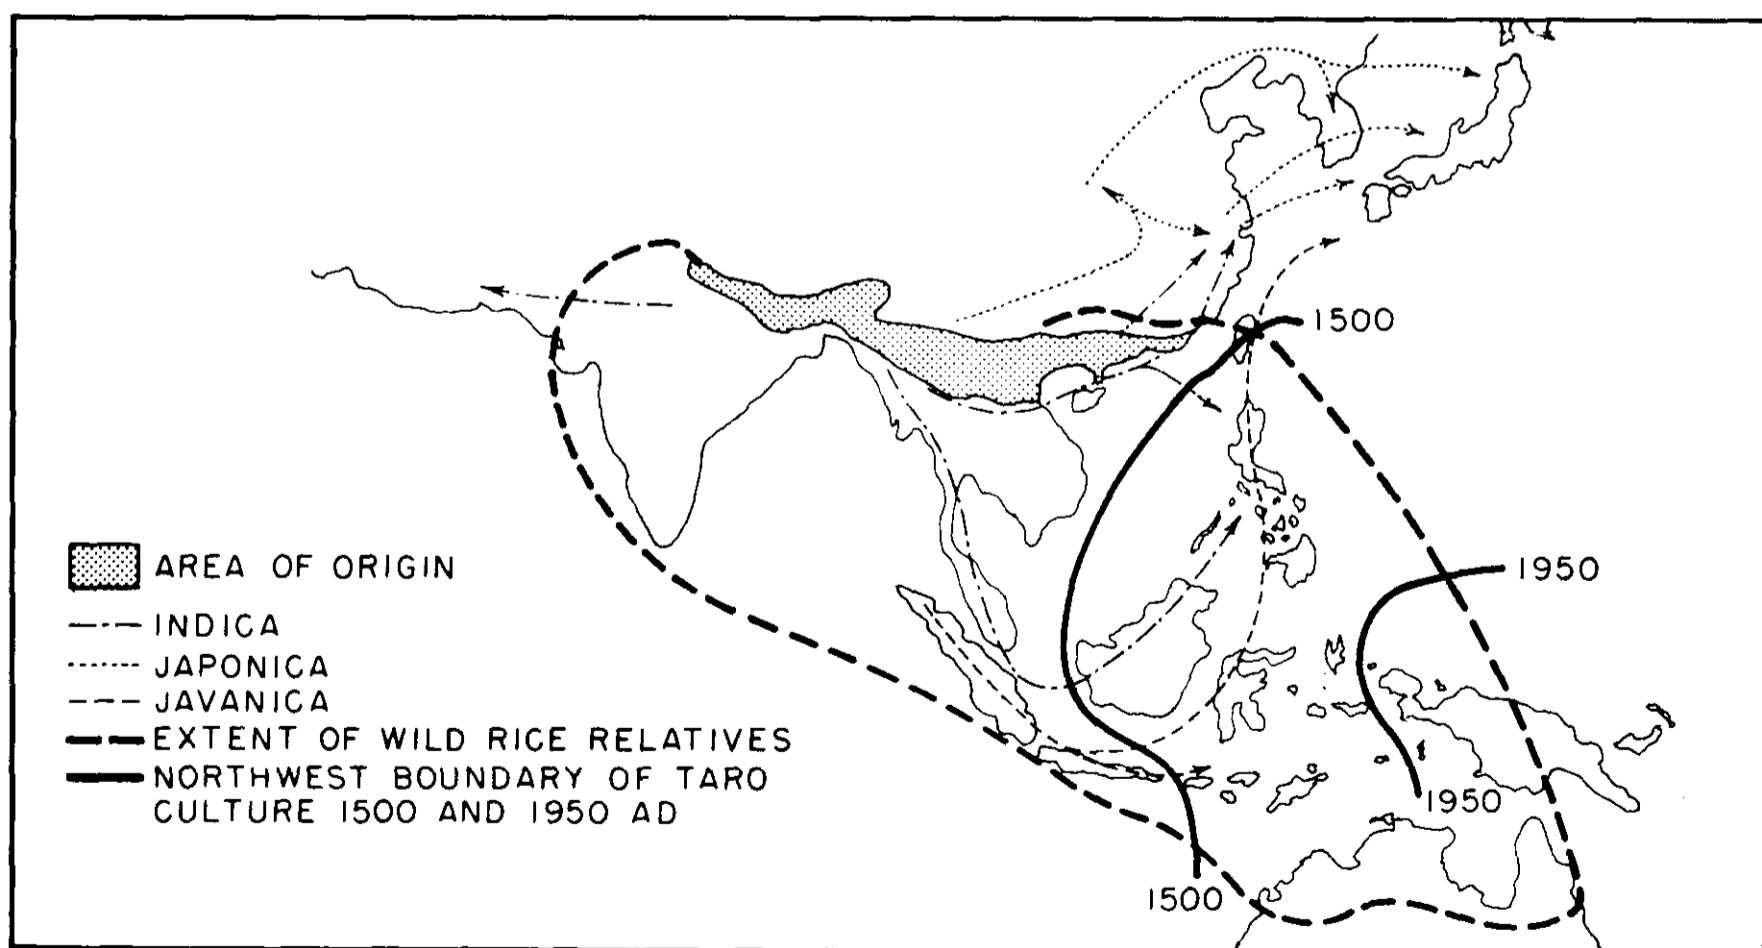 1500
AREA OF ORIGIN
1950
INDICA
JAPONICA
JAVANICA
EXTENT OF WILD RICE RELATIVES
NORTHWEST BOUNDARY OF TARO
CULTURE 1500 AND 1950 AD
1950
1500